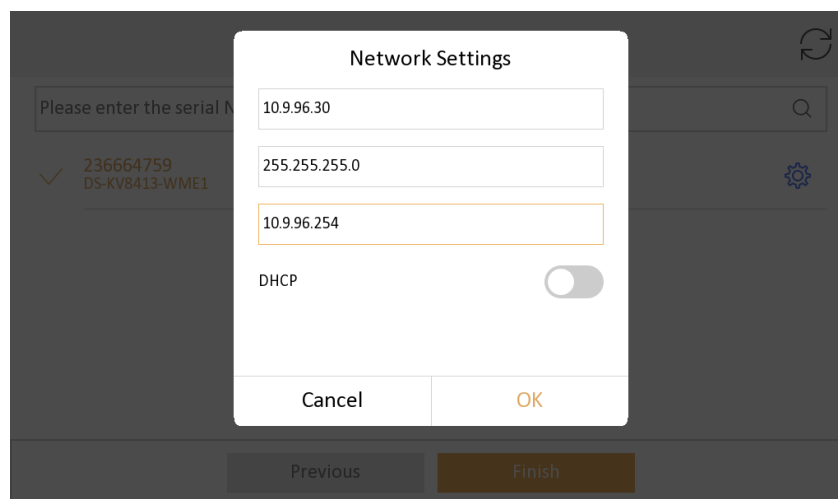 Network Settings
Please enter the serial N
10.9.96.30
236664759
DS-KV8413-WME1
255.255.255.0
10.9.96.254
DHCP
Cancel
OK
Previous
Finish